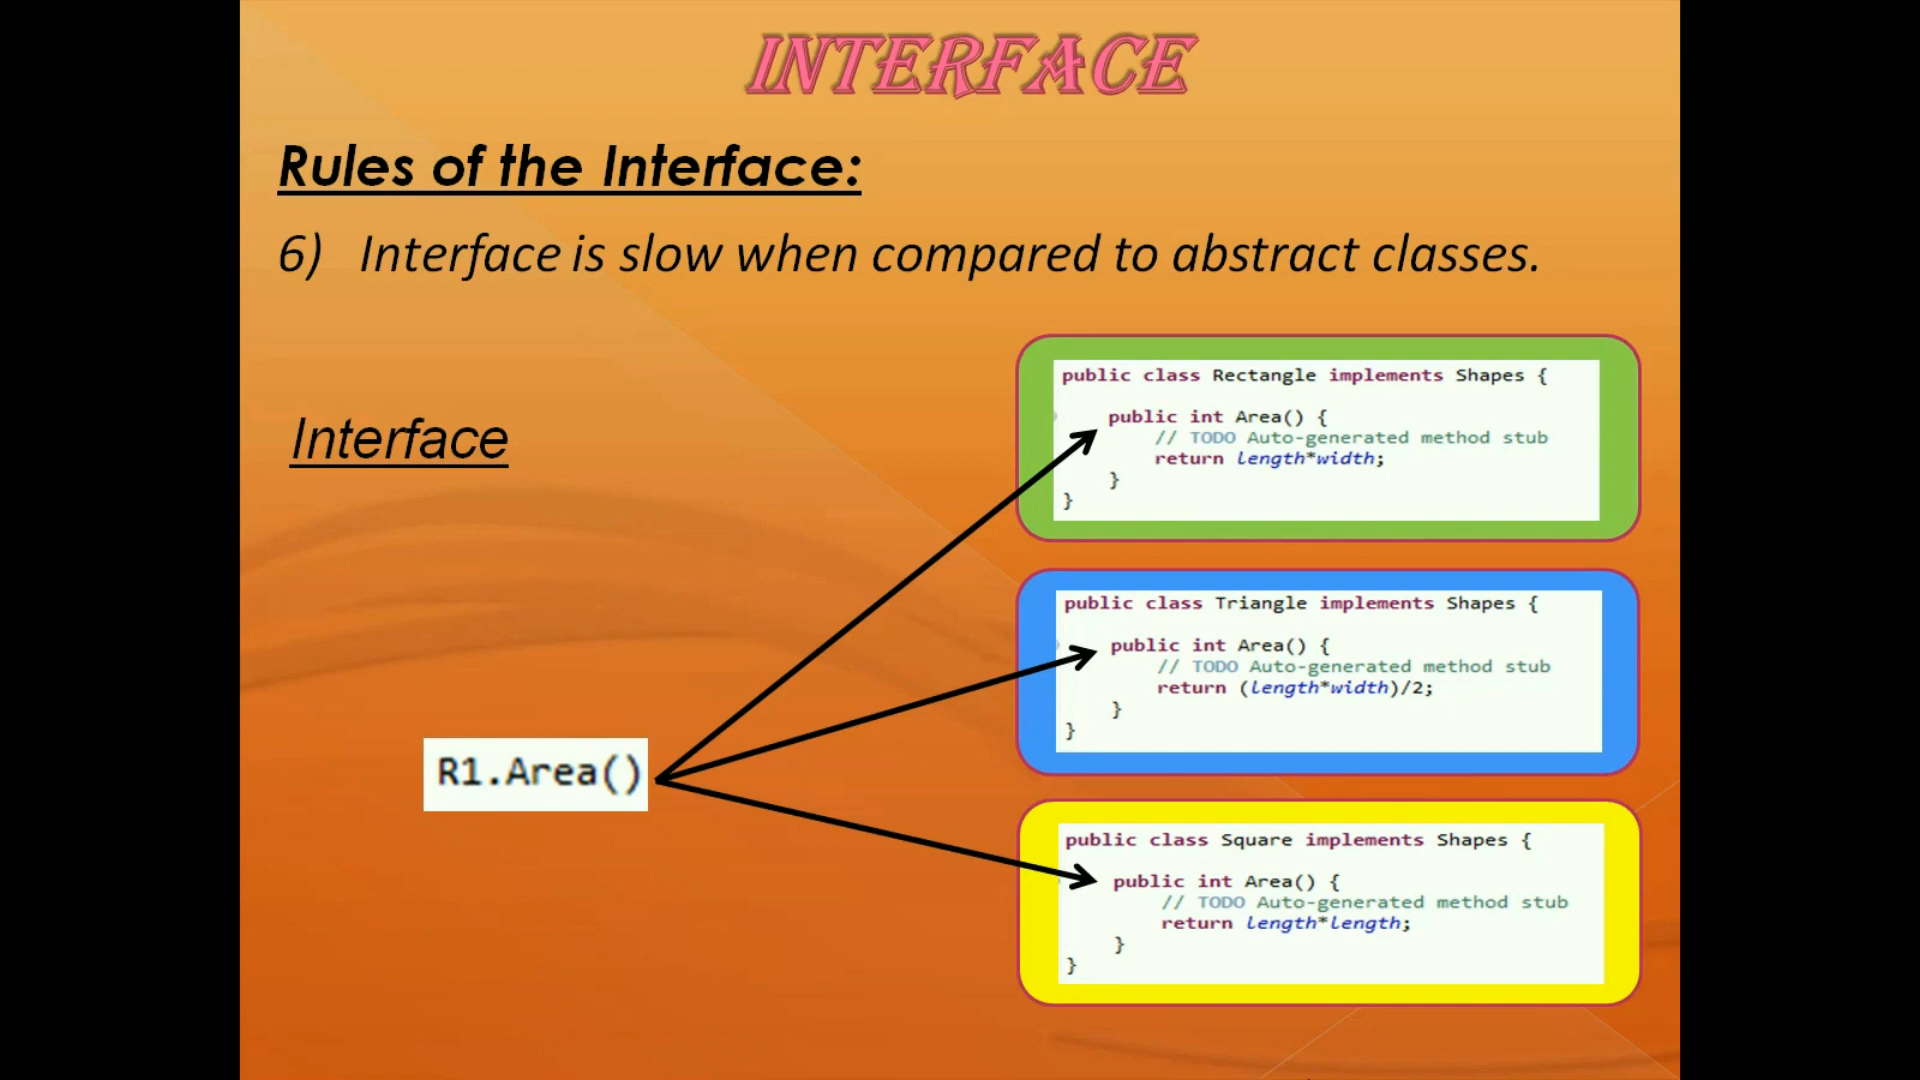 INTERFACE
Rules of the Interface:
6) Interface is slow when compared to abstract classes.
Interface
R1.Area()
public class Rectangle implements Shapes {
public int Area() {
// TODO Auto-generated method stub
return length*width;
}
}
public class Triangle implements Shapes {
public int Area() {
// TODO Auto-generated method stub
return (length*width)/2;
}
}
public class Square implements Shapes {
public int Area() {
// TODO Auto-generated method stub
return length*length;
}
}